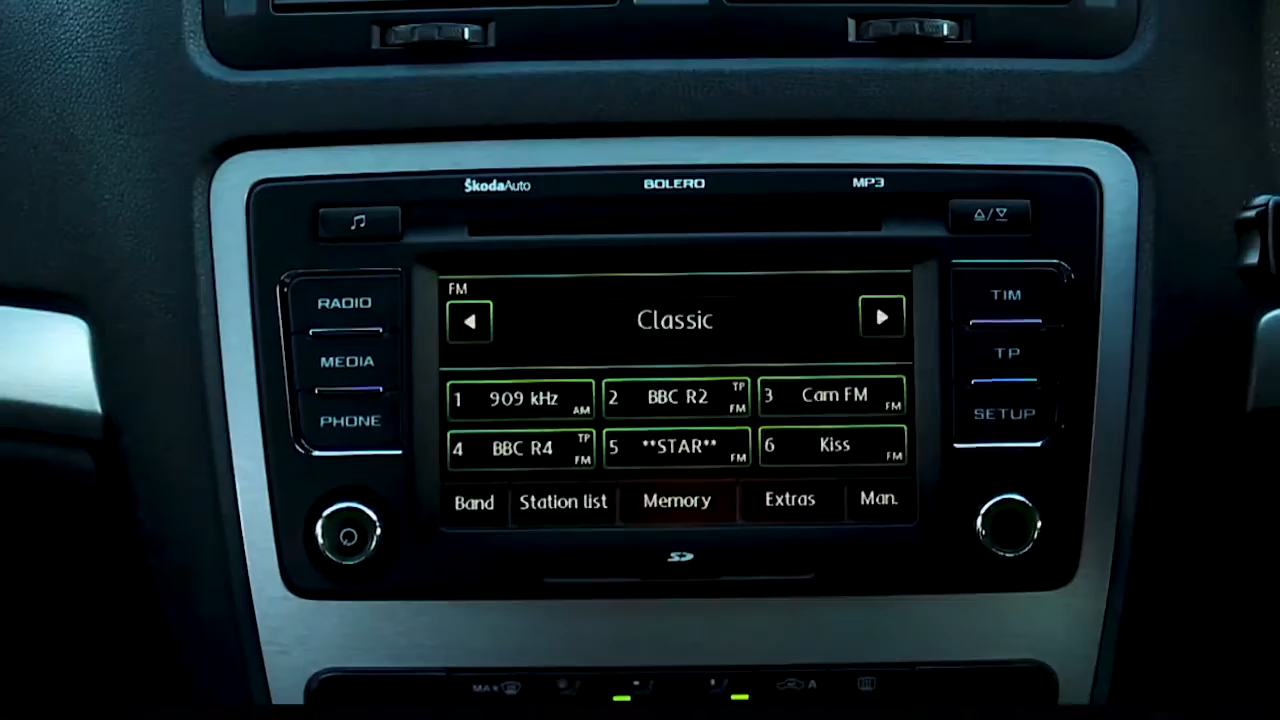 ŠkodaAuto BOLERO MP3
RADIO
MEDIA
PHONE
FM
Classic
1 909 kHz AM
2 BBC R2 TP FM
3 Cam FM FM
4 BBC R4 TP FM
5 **STAR** FM
6 Kiss FM
Band Station list Memory Extras Man.
TIM
TP
SETUP
SD
MAX
A